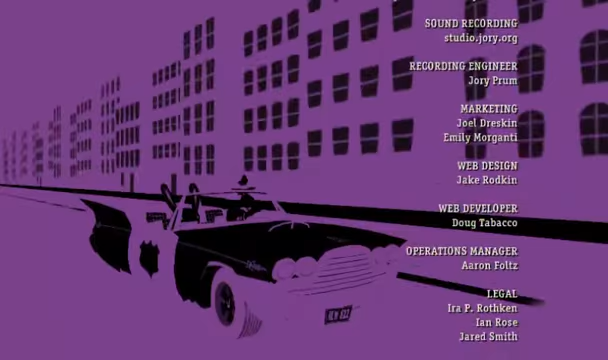 SOUND RECORDING
studio.jory.org
RECORDING ENGINEER
Jory Prum
MARKETING
Joel Dreskin
Emily Morganti
WEB DESIGN
Jake Rodkin
WEB DEVELOPER
Doug Tabacco
OPERATIONS MANAGER
Aaron Foltz
LEGAL
Ira P. Rothken
Ian Rose
Jared Smith